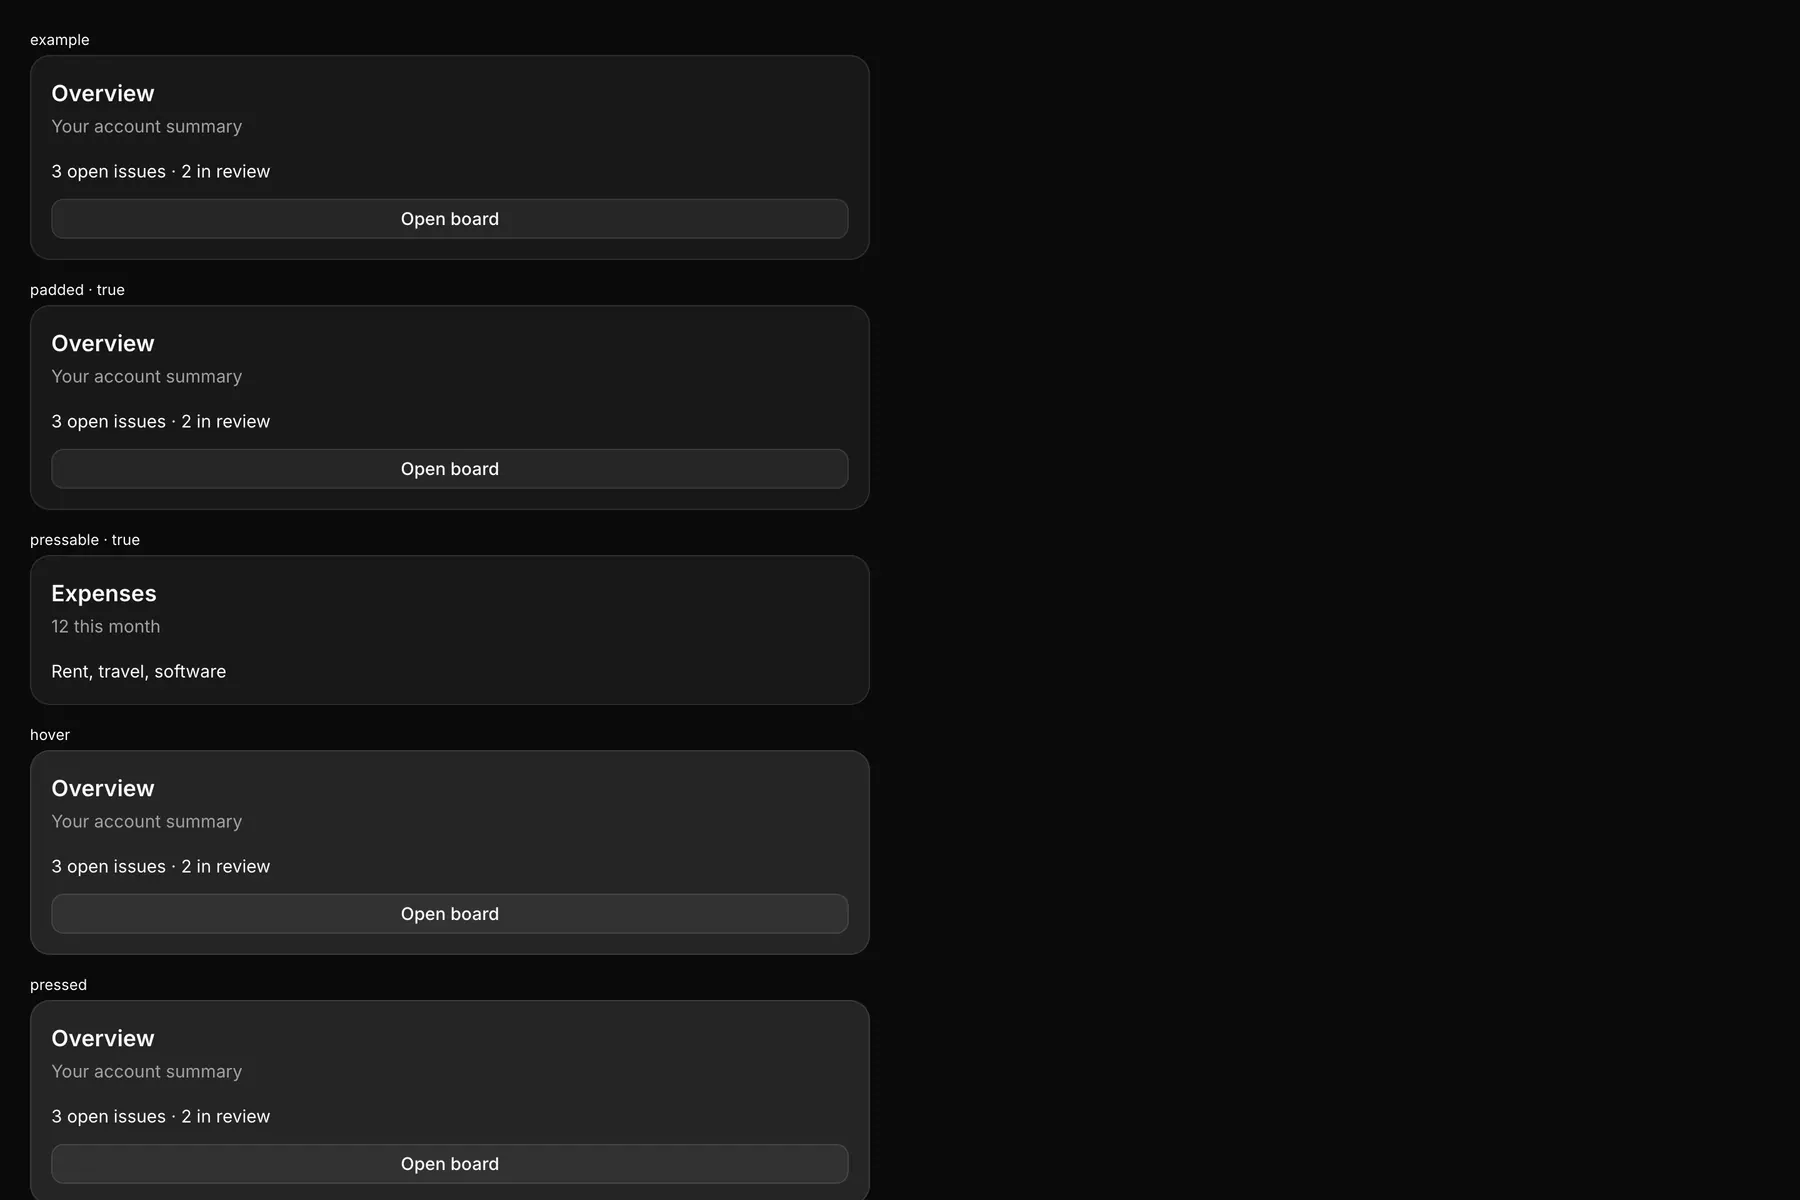 example
Overview
Your account summary
3 open issues · 2 in review
Open board
padded · true
Overview
Your account summary
3 open issues · 2 in review
Open board
pressable · true
Expenses
12 this month
Rent, travel, software
hover
Overview
Your account summary
3 open issues · 2 in review
Open board
pressed
Overview
Your account summary
3 open issues · 2 in review
Open board